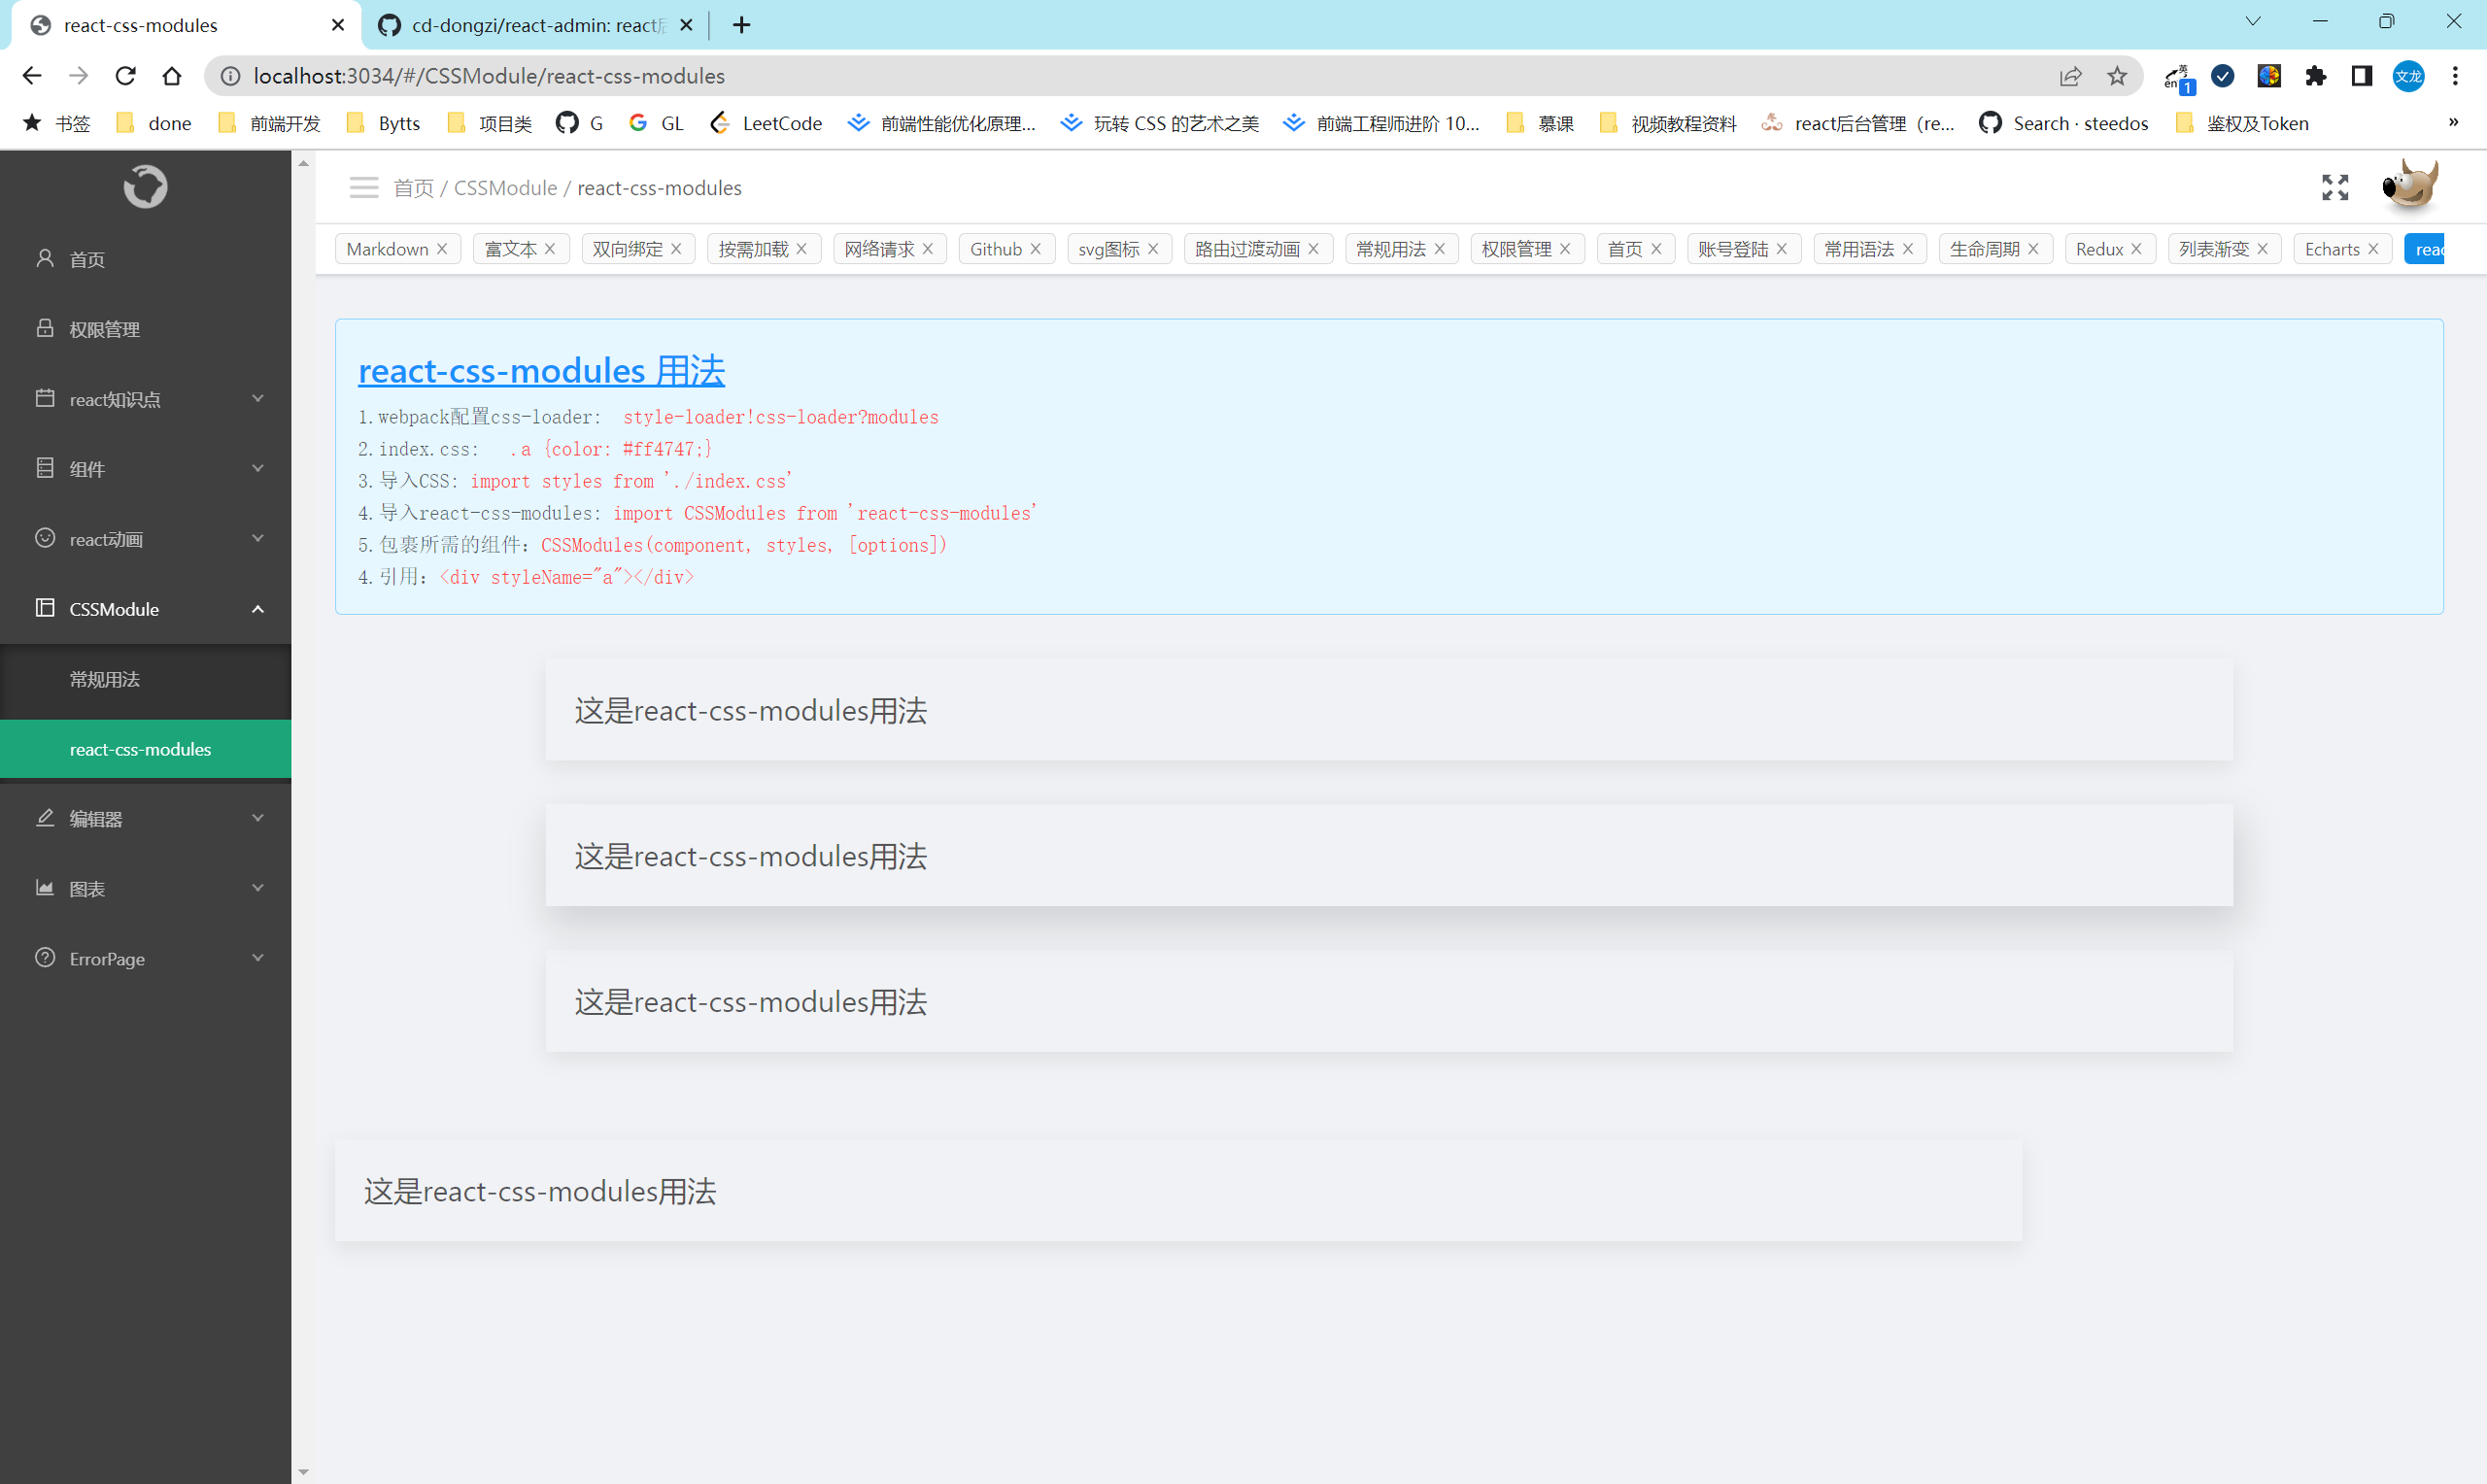 react-css-modules
cd-dongzi/react-admin: react后
localhost:3034/#/CSSModule/react-css-modules
英
en
1
文龙
书签 done 前端开发 Bytts 项目类 G GL LeetCode 前端性能优化原理... 玩转 CSS 的艺术之美 前端工程师进阶 10... 慕课 视频教程资料 react后台管理（re... Search · steedos 鉴权及Token »
首页 / CSSModule / react-css-modules
Markdown 富文本 双向绑定 按需加载 网络请求 Github svg图标 路由过渡动画 常规用法 权限管理 首页 账号登陆 常用语法 生命周期 Redux 列表渐变 Echarts reac
首页
权限管理
react知识点
组件
react动画
CSSModule
常规用法
react-css-modules
编辑器
图表
ErrorPage
react-css-modules 用法
1.webpack配置css-loader: style-loader!css-loader?modules
2.index.css: .a {color: #ff4747;}
3.导入CSS: import styles from './index.css'
4.导入react-css-modules: import CSSModules from 'react-css-modules'
5.包裹所需的组件：CSSModules(component, styles, [options])
4.引用：<div styleName="a"></div>
这是react-css-modules用法
这是react-css-modules用法
这是react-css-modules用法
这是react-css-modules用法